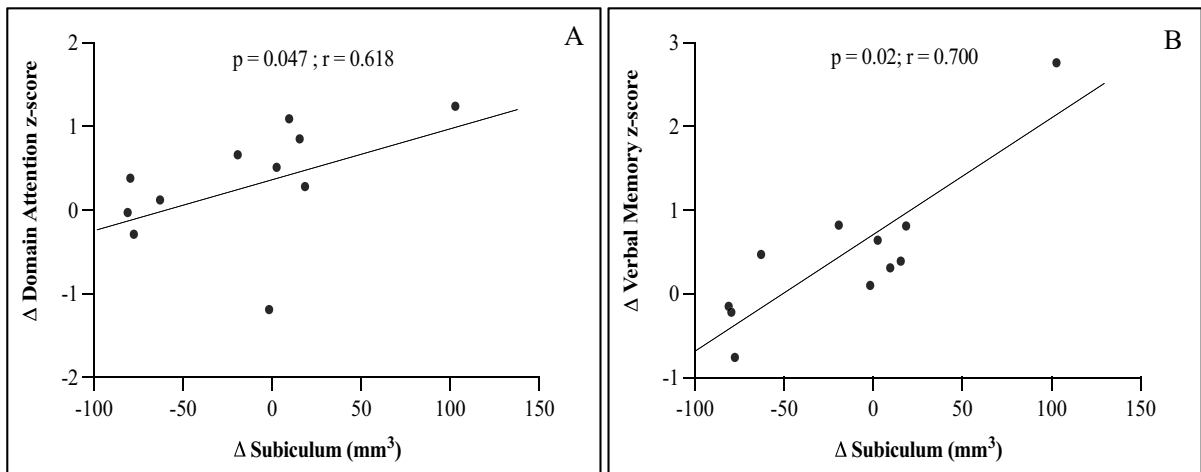 A
p = 0.047 ; r = 0.618
2
1
0
-1
-2
Δ Domain Attention z-score
-100 -50 0 50 100 150
Δ Subiculum (mm³)
B
p = 0.02; r = 0.700
3
2
1
0
-1
Δ Verbal Memory z-score
-100 -50 0 50 100 150
Δ Subiculum (mm³)